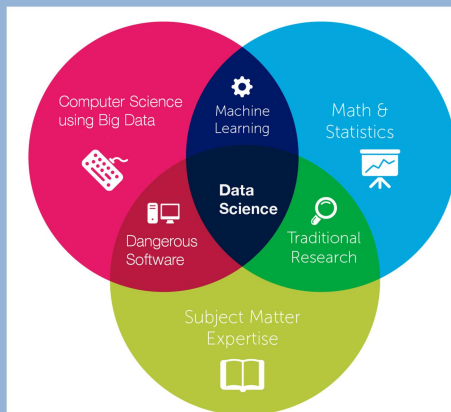 Computer Science
using Big Data
Machine
Learning
Math &
Statistics
Data
Science
Dangerous
Software
Traditional
Research
Subject Matter
Expertise